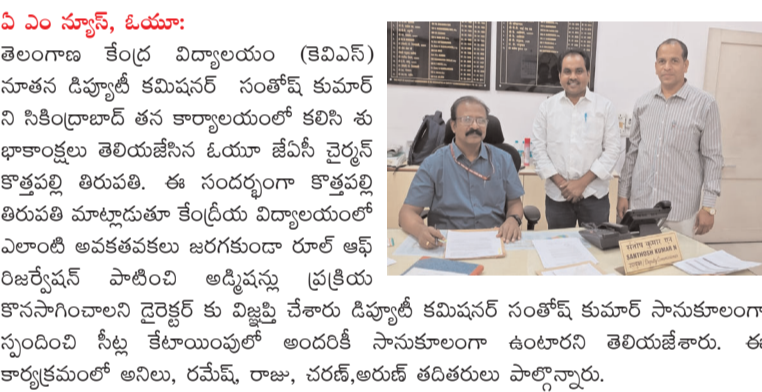 ఏ ఎం న్యూస్, ఓయూ:
తెలంగాణ కేంద్ర విద్యాలయం (కెవిఎస్)
నూతన డిప్యూటీ కమిషనర్ సంతోష్ కుమార్
ని సికింద్రాబాద్ తన కార్యాలయంలో కలిసి శు
భాకాంక్షలు తెలియజేసిన ఓయూ జేఏసీ చైర్మన్
కొత్తపల్లి తిరుపతి. ఈ సందర్భంగా కొత్తపల్లి
తిరుపతి మాట్లాడుతూ కేంద్రీయ విద్యాలయంలో
ఎలాంటి అవకతవకలు జరగకుండా రూల్ ఆఫ్
రిజర్వేషన్ పాటించి అడ్మిషన్లు ప్రక్రియ
కొనసాగించాలని డైరెక్టర్ కు విజ్ఞప్తి చేశారు డిప్యూటీ కమిషనర్ సంతోష్ కుమార్ సానుకూలంగా
స్పందించి సీట్ల కేటాయింపులో అందరికీ సానుకూలంగా ఉంటారని తెలియజేశారు. ఈ
కార్యక్రమంలో అనిలు, రమేష్, రాజు, చరణ్,అరుణ్ తదితరులు పాల్గొన్నారు.
संतोष कुमार एन
SANTHOSH KUMAR N